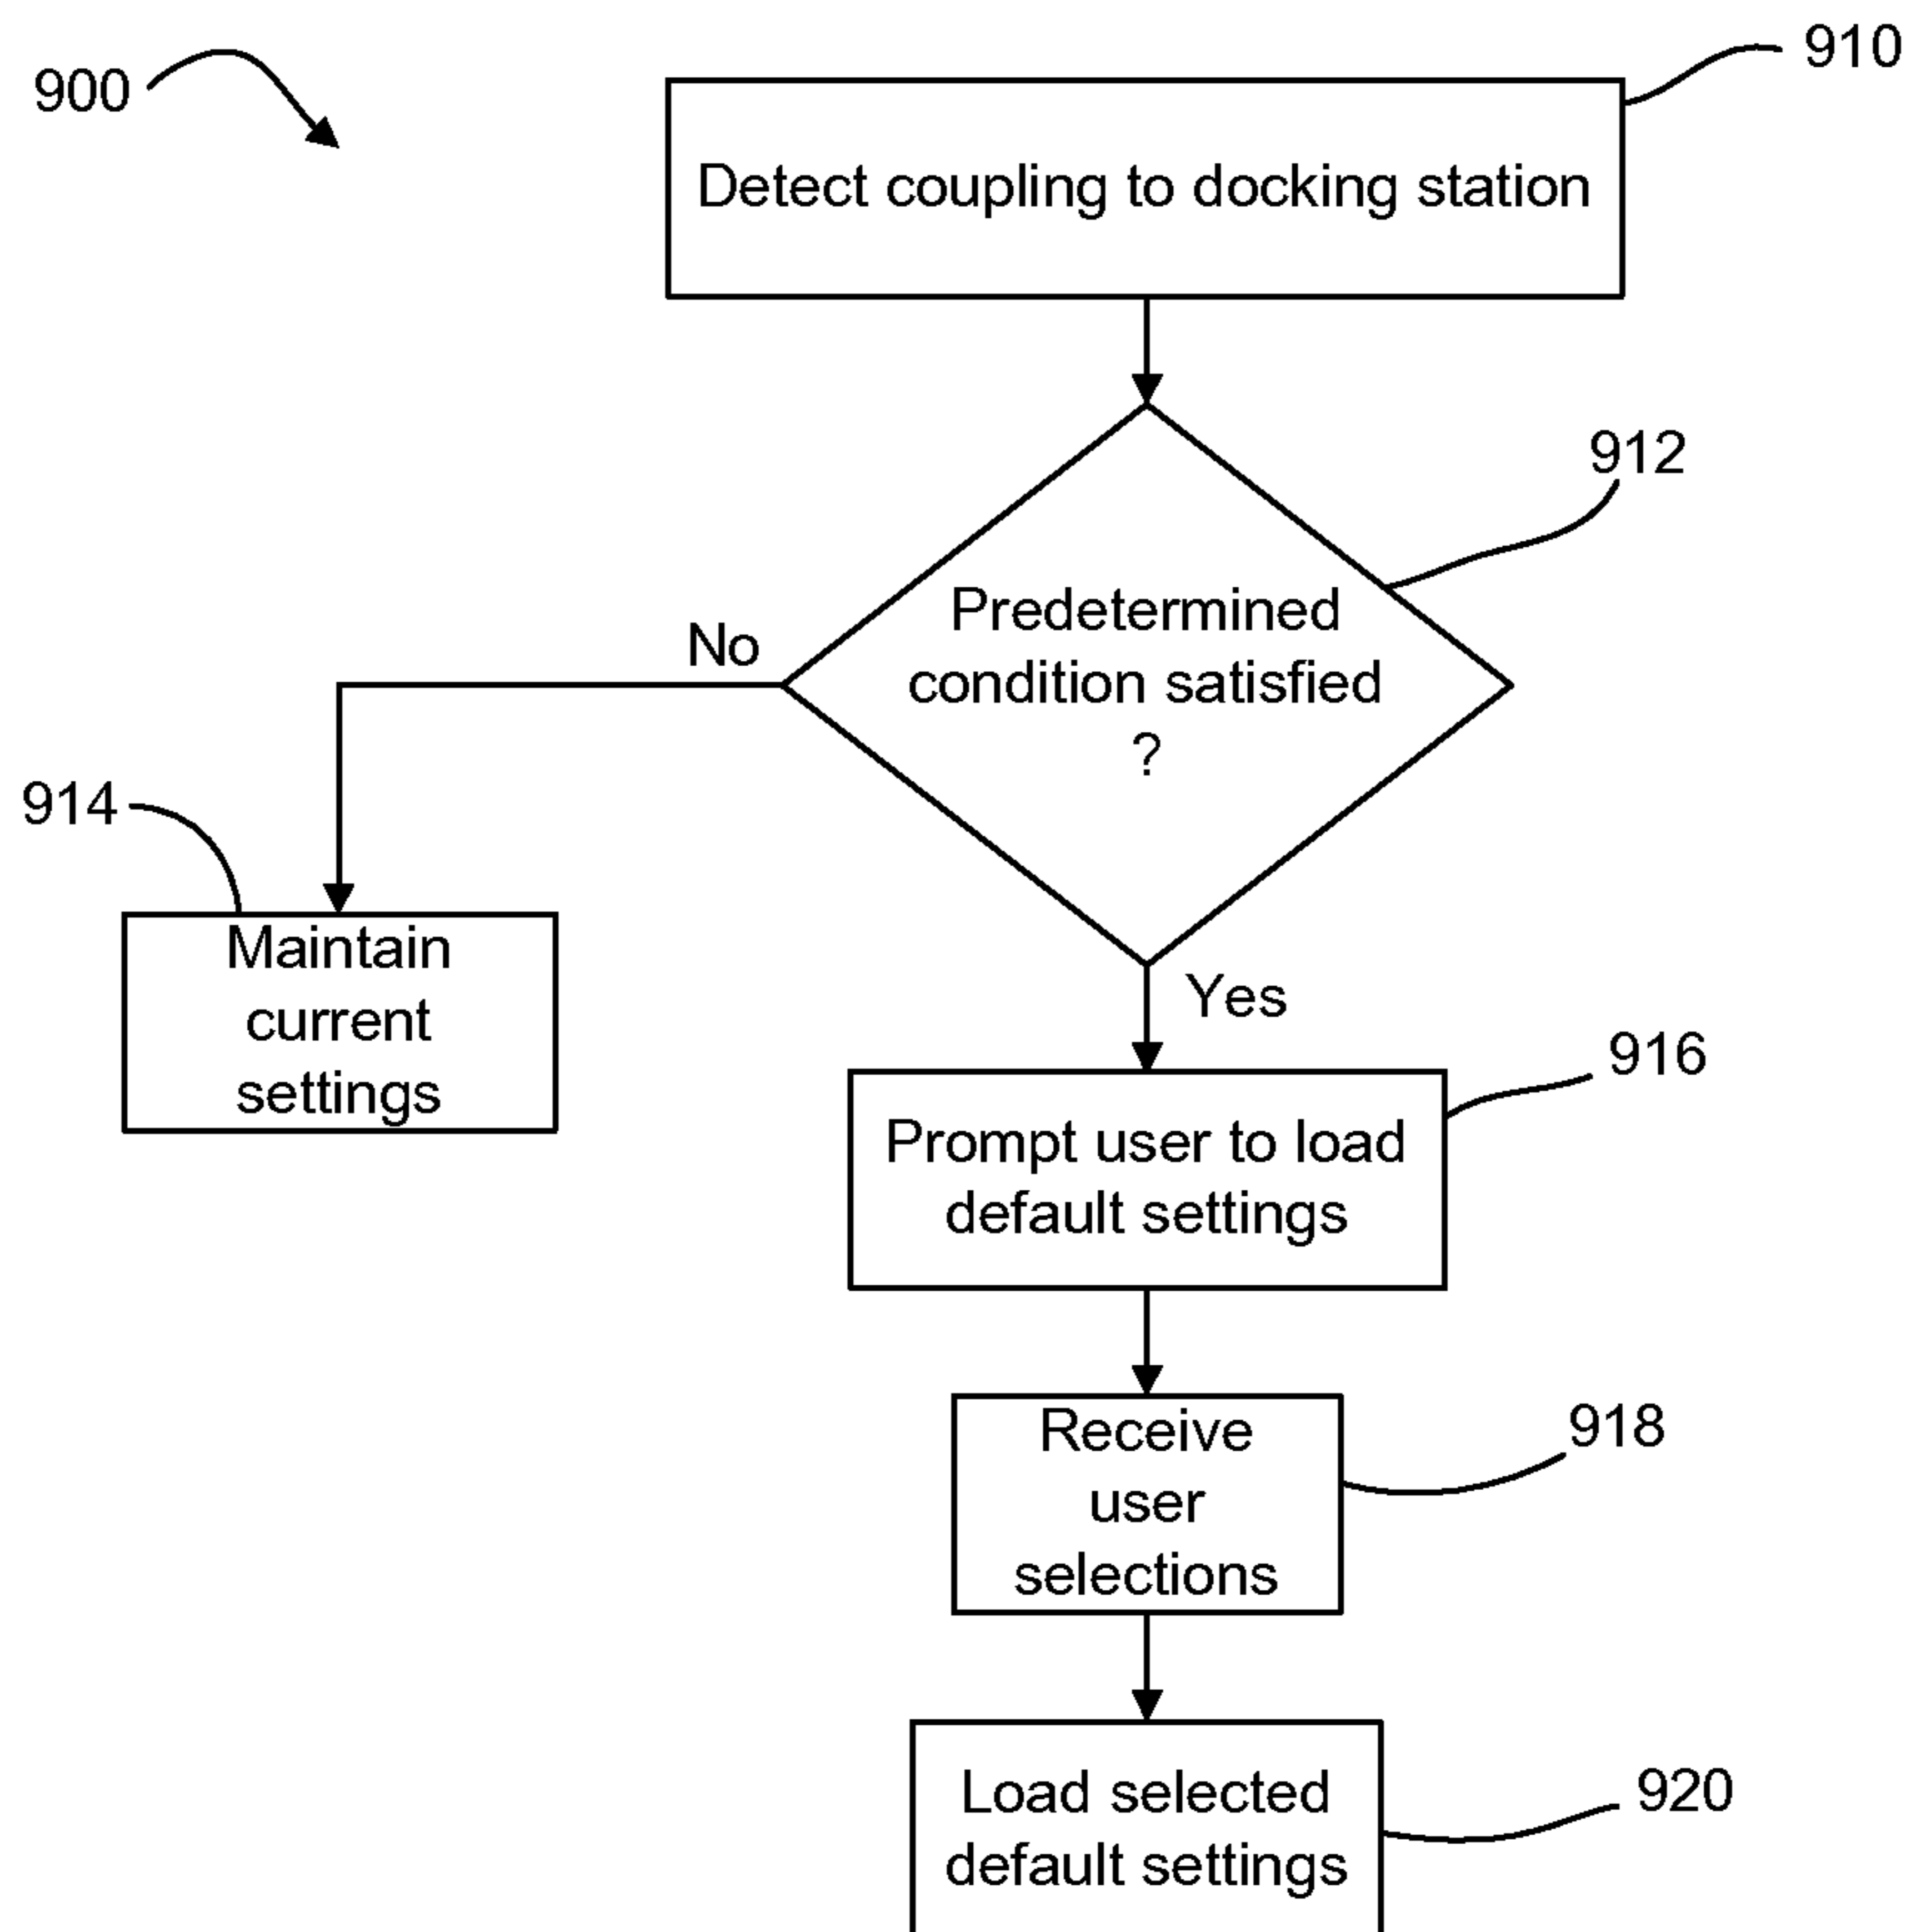 900
910
Detect coupling to docking station
912
Predetermined
condition satisfied
?
No
914
Maintain
current
settings
Yes
916
Prompt user to load
default settings
918
Receive
user
selections
920
Load selected
default settings